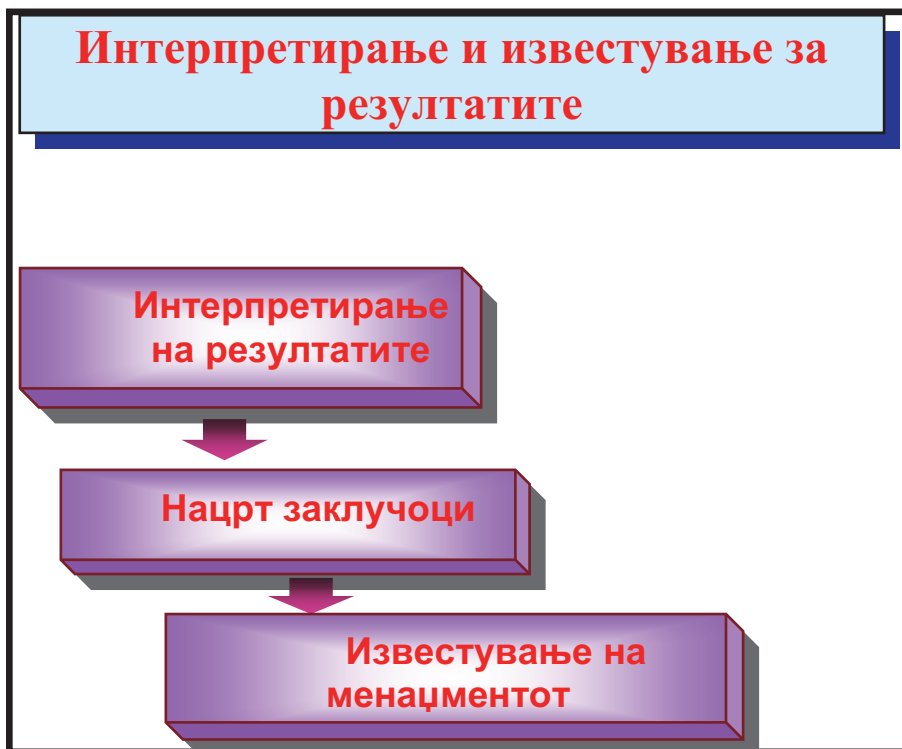 Интерпретирање и известување за
резултатите
Интерпретирање
на резултатите
Нацрт заклучоци
Известување на
менаџментот